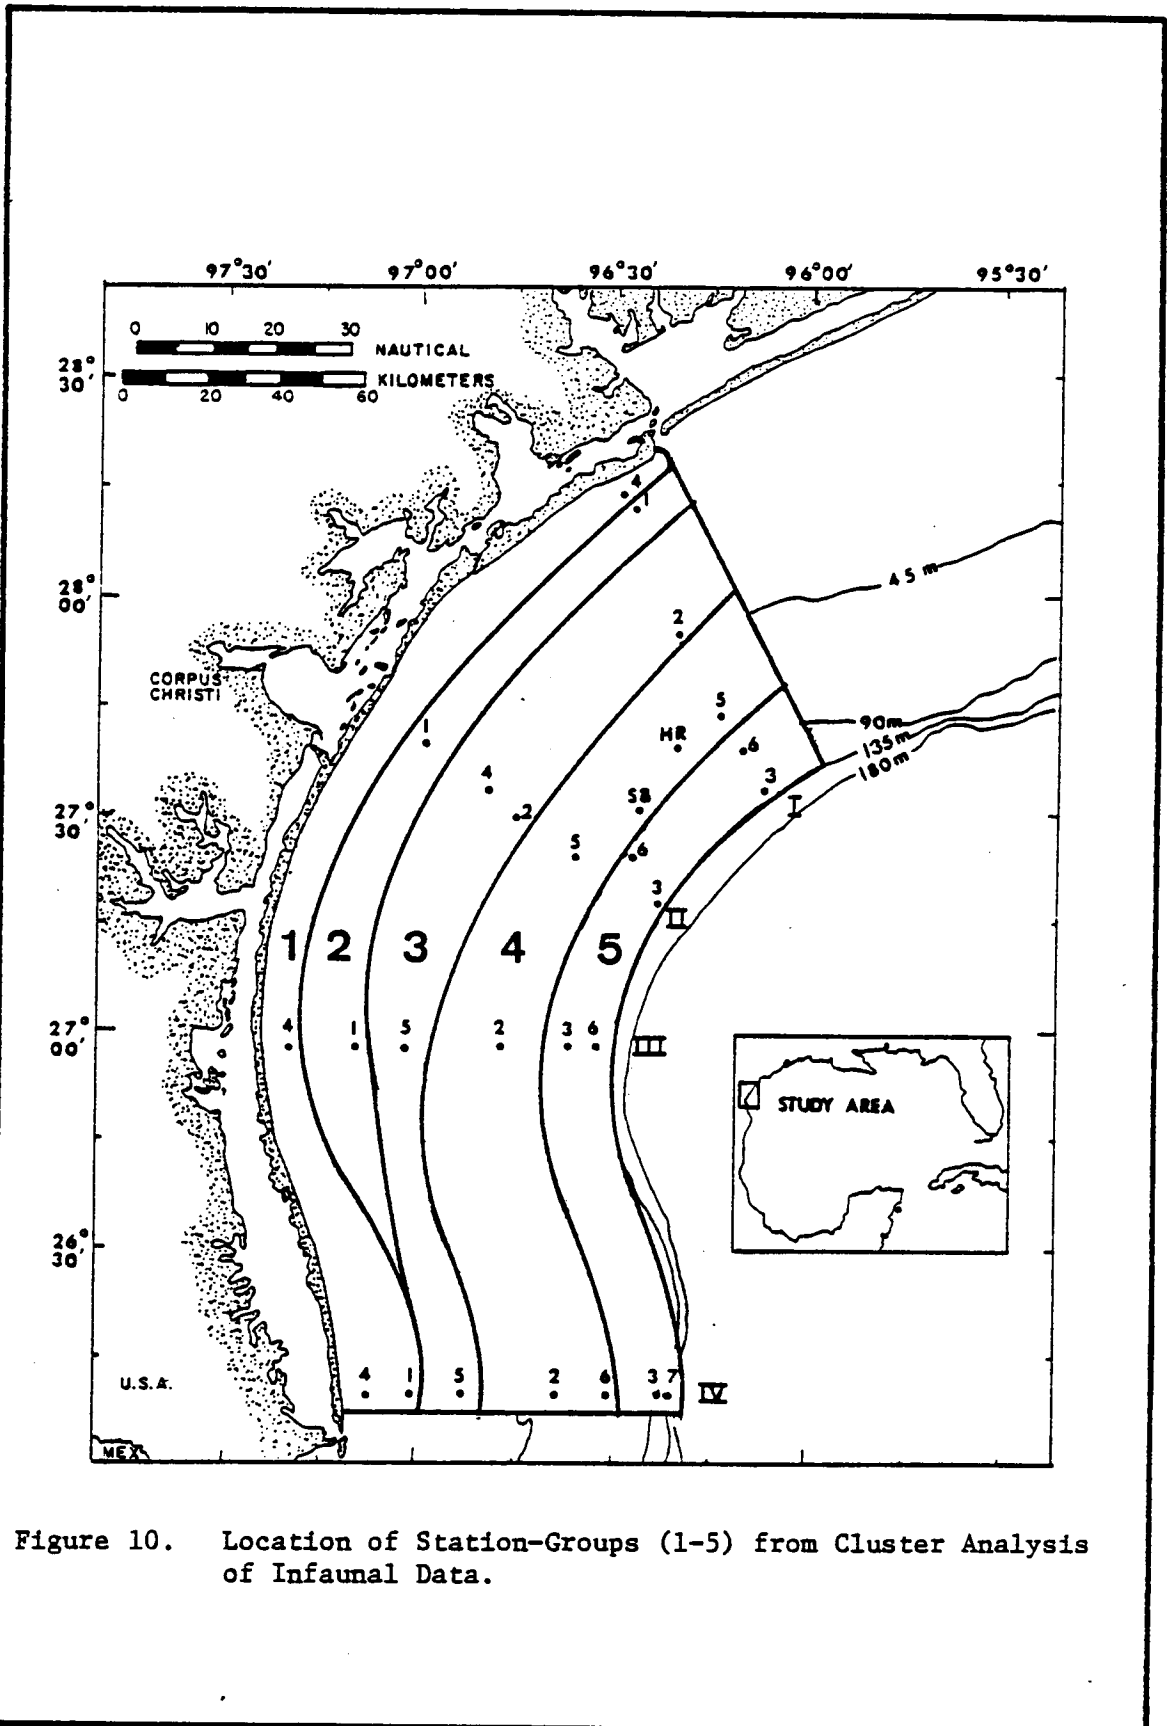 97°30′ 97°00′ 96°30′ 96°00′ 95°30′
0 10 20 30
NAUTICAL
28°
30′
KILOMETERS
0 20 40 60
4
1
45 m
28°
00′
2
CORPUS
CHRISTI
5
90m
1
HR
6
135m
180m
4
3
I
27°
30′
2
SB
5
6
3
II
1 2 3 4 5
27°
00′
4 1 5 2 3 6
III
STUDY AREA
26°
30′
U.S.A.
4 1 5 2 6 3 7
IV
MEX
Figure 10. Location of Station-Groups (1-5) from Cluster Analysis
of Infaunal Data.